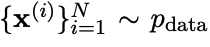 {x^{(i)}}_{i=1}^{N} ∼ p_data